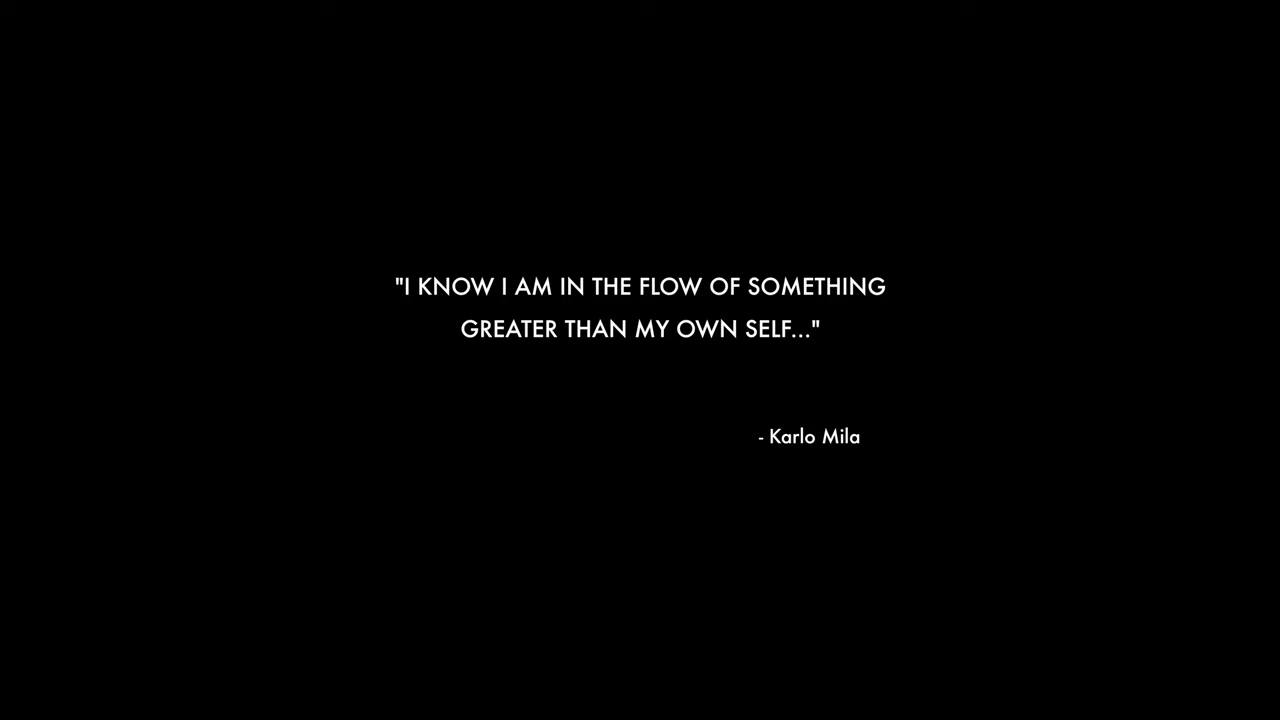 "I KNOW I AM IN THE FLOW OF SOMETHING
GREATER THAN MY OWN SELF..."
- Karlo Mila